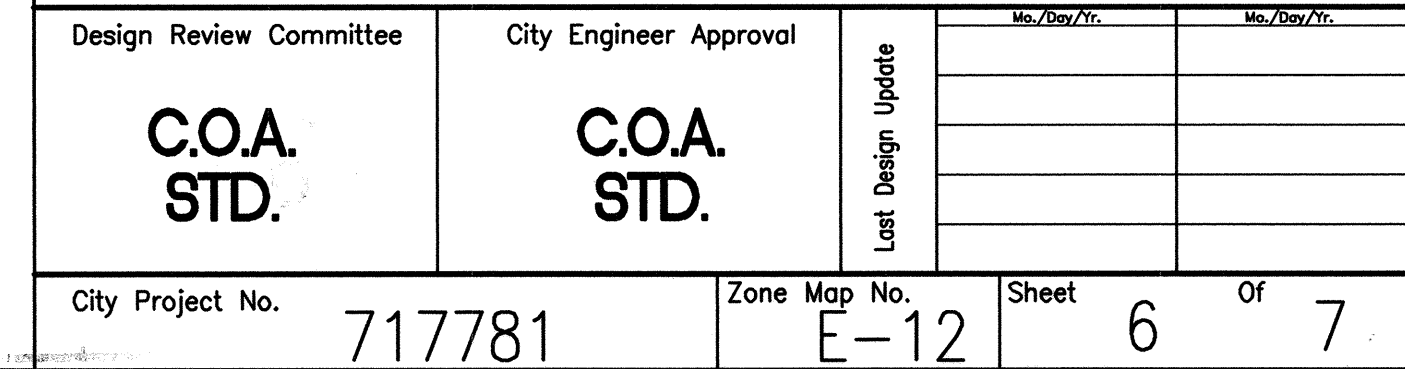 Design Review Committee
C.O.A.
STD.
City Engineer Approval
C.O.A.
STD.
Last Design Update
Mo./Day/Yr.
Mo./Day/Yr.
City Project No.
717781
Zone Map No.
E-12
Sheet
6
Of
7